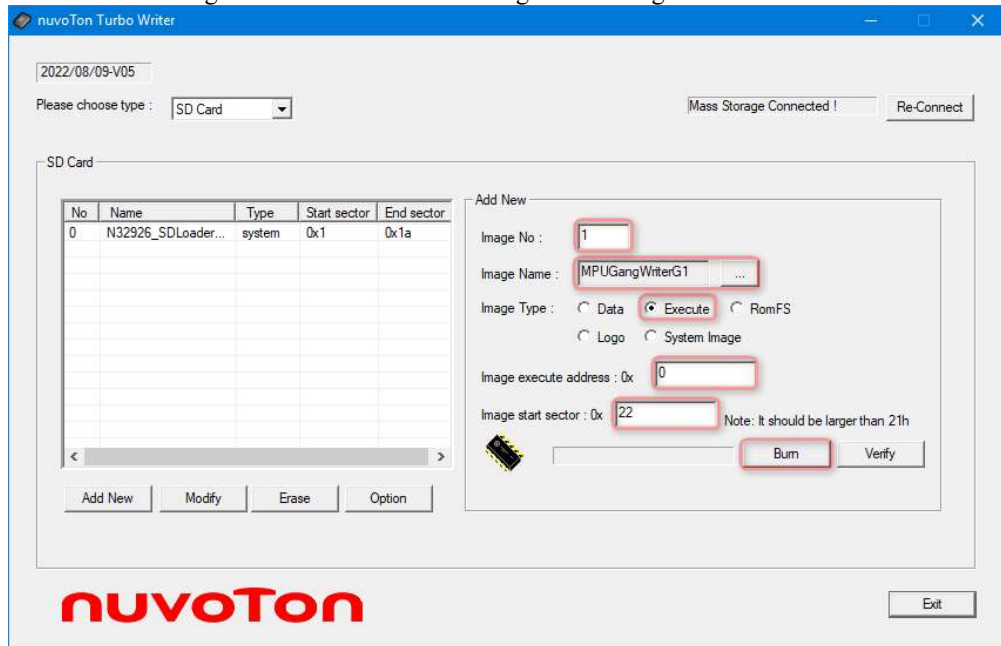 nuvoTon Turbo Writer
2022/08/09-V05
Please choose type : SD Card
Mass Storage Connected ! Re-Connect
SD Card
No Name Type Start sector End sector
0 N32926_SDLoader... system 0x1 0x1a
Add New
Image No : 1
Image Name : MPUGangWriterG1 ...
Image Type : Data Execute RomFS
Logo System Image
Image execute address : 0x 0
Image start sector : 0x 22 Note: It should be larger than 21h
Burn Verify
Add New Modify Erase Option
nuvoTon
Exit